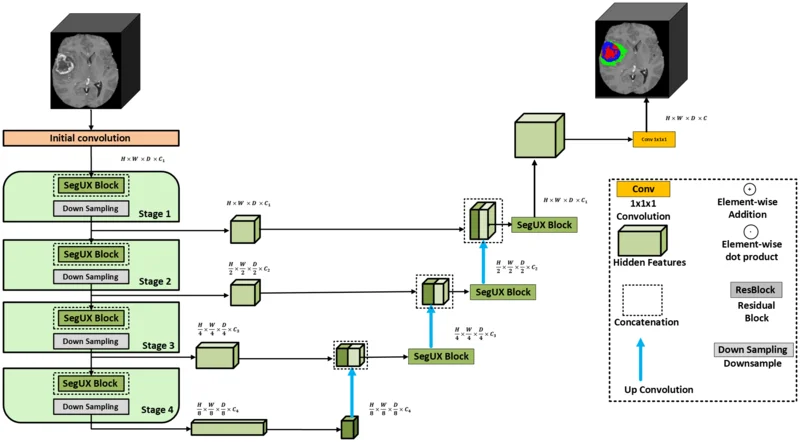 Initial convolution
H × W × D × C₁
SegUX Block
Down Sampling
Stage 1
SegUX Block
Down Sampling
Stage 2
SegUX Block
Down Sampling
Stage 3
SegUX Block
Down Sampling
Stage 4
H × W × D × C₁
H/2 × W/2 × D/2 × C₂
H/4 × W/4 × D/4 × C₃
H/8 × W/8 × D/8 × C₄
H/8 × W/8 × D/8 × C₄
SegUX Block
H/4 × W/4 × D/4 × C₃
SegUX Block
H/2 × W/2 × D/2 × C₂
SegUX Block
H × W × D × C₁
Conv 1x1x1
H × W × D × C
Conv
1x1x1
Convolution
Hidden Features
Concatenation
Up Convolution
Element-wise
Addition
Element-wise
dot product
ResBlock
Residual
Block
Down Sampling
Downsample